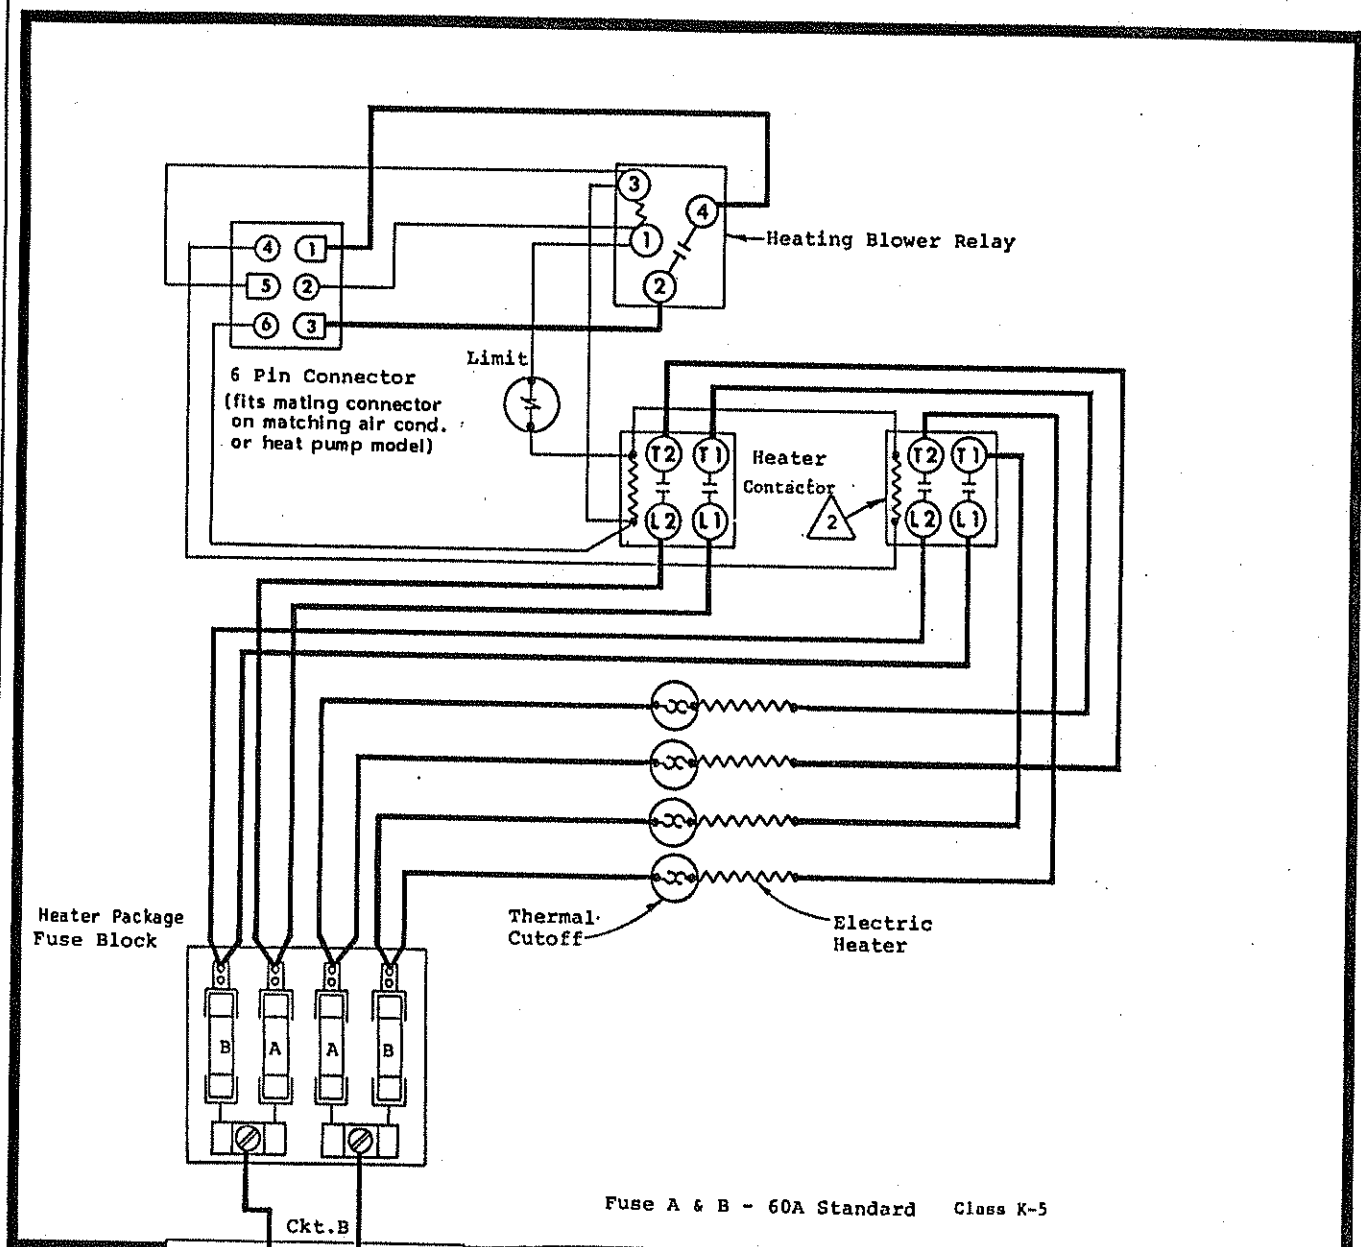 3
4
1
Heating Blower Relay
2
4 1
5 2
6 3
Limit
6 Pin Connector
(fits mating connector
on matching air cond.
or heat pump model)
T2 T1
Heater
Contactor
T2 T1
L2 L1
2
L2 L1
Heater Package
Fuse Block
Thermal
Cutoff
Electric
Heater
B A A B
Fuse A & B - 60A Standard Class K-5
Ckt.B